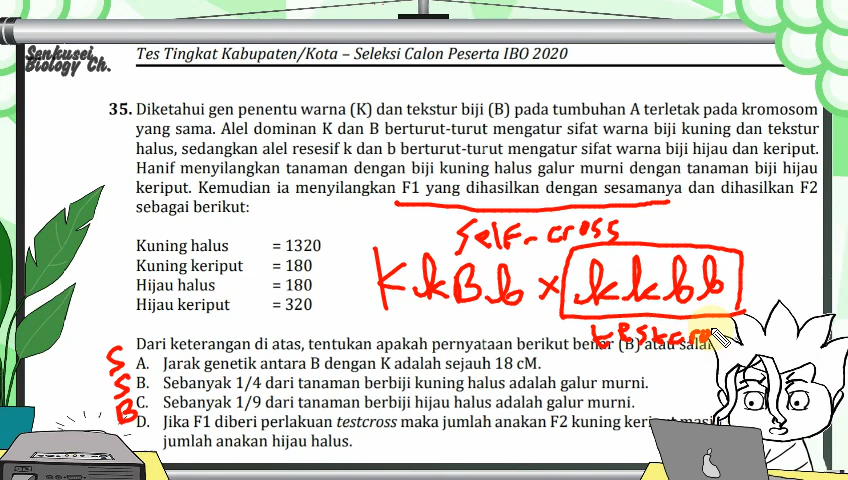 Senkusei
Biology Ch.
Tes Tingkat Kabupaten/Kota – Seleksi Calon Peserta IBO 2020
35. Diketahui gen penentu warna (K) dan tekstur biji (B) pada tumbuhan A terletak pada kromosom
yang sama. Alel dominan K dan B berturut-turut mengatur sifat warna biji kuning dan tekstur
halus, sedangkan alel resesif k dan b berturut-turut mengatur sifat warna biji hijau dan keriput.
Hanif menyilangkan tanaman dengan biji kuning halus galur murni dengan tanaman biji hijau
keriput. Kemudian ia menyilangkan F1 yang dihasilkan dengan sesamanya dan dihasilkan F2
sebagai berikut:
Self-cross
Kuning halus = 1320
Kuning keriput = 180
Hijau halus = 180
Hijau keriput = 320
KkBb × kkbb
Dari keterangan di atas, tentukan apakah pernyataan berikut benar (B) atau sala
S A. Jarak genetik antara B dengan K adalah sejauh 18 cM.
S B. Sebanyak 1/4 dari tanaman berbiji kuning halus adalah galur murni.
B C. Sebanyak 1/9 dari tanaman berbiji hijau halus adalah galur murni.
D. Jika F1 diberi perlakuan testcross maka jumlah anakan F2 kuning masi
jumlah anakan hijau halus.